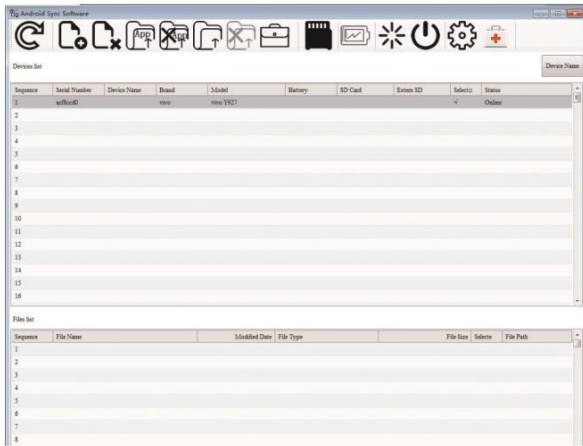 Android Sync Software
App App
Devices list
Device Name
Sequence Serial Number Device Name Brand Model Battery SD Card Extern SD Selecte Status
1 vivo vivo Y927 √ Online
2
3
4
5
6
7
8
9
10
11
12
13
14
15
16
Files list
Sequence File Name Modified Date File Type File Size Selecte File Path
1
2
3
4
5
6
7
8